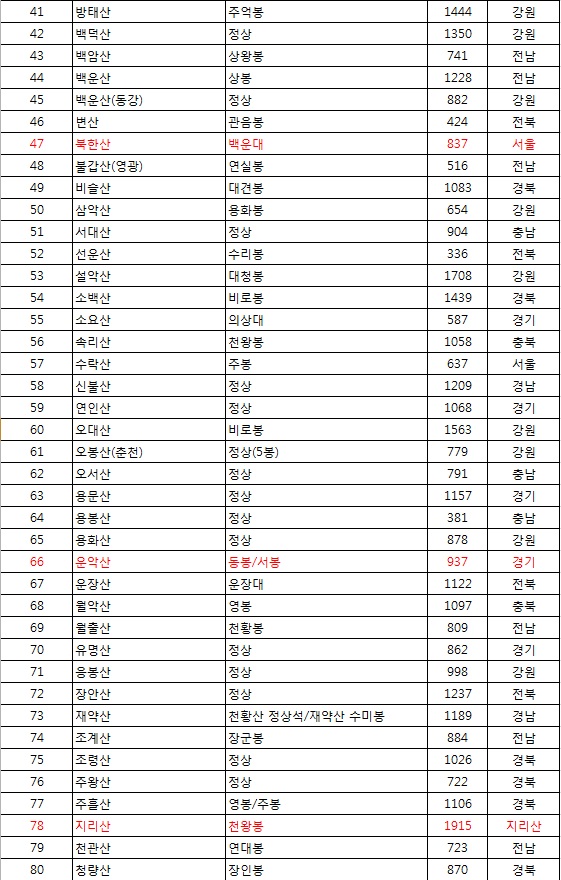 41 방태산 주억봉 1444 강원
42 백덕산 정상 1350 강원
43 백암산 상왕봉 741 전남
44 백운산 상봉 1228 전남
45 백운산(동강) 정상 882 강원
46 변산 관음봉 424 전북
47 북한산 백운대 837 서울
48 불갑산(영광) 연실봉 516 전남
49 비슬산 대견봉 1083 경북
50 삼악산 용화봉 654 강원
51 서대산 정상 904 충남
52 선운산 수리봉 336 전북
53 설악산 대청봉 1708 강원
54 소백산 비로봉 1439 경북
55 소요산 의상대 587 경기
56 속리산 천왕봉 1058 충북
57 수락산 주봉 637 서울
58 신불산 정상 1209 경남
59 연인산 정상 1068 경기
60 오대산 비로봉 1563 강원
61 오봉산(춘천) 정상(5봉) 779 강원
62 오서산 정상 791 충남
63 용문산 정상 1157 경기
64 용봉산 정상 381 충남
65 용화산 정상 878 강원
66 운악산 동봉/서봉 937 경기
67 운장산 운장대 1122 전북
68 월악산 영봉 1097 충북
69 월출산 천황봉 809 전남
70 유명산 정상 862 경기
71 응봉산 정상 998 강원
72 장안산 정상 1237 전북
73 재약산 천황산 정상석/재약산 수미봉 1189 경남
74 조계산 장군봉 884 전남
75 조령산 정상 1026 경북
76 주왕산 정상 722 경북
77 주흘산 영봉/주봉 1106 경북
78 지리산 천왕봉 1915 지리산
79 천관산 연대봉 723 전남
80 청량산 장인봉 870 경북